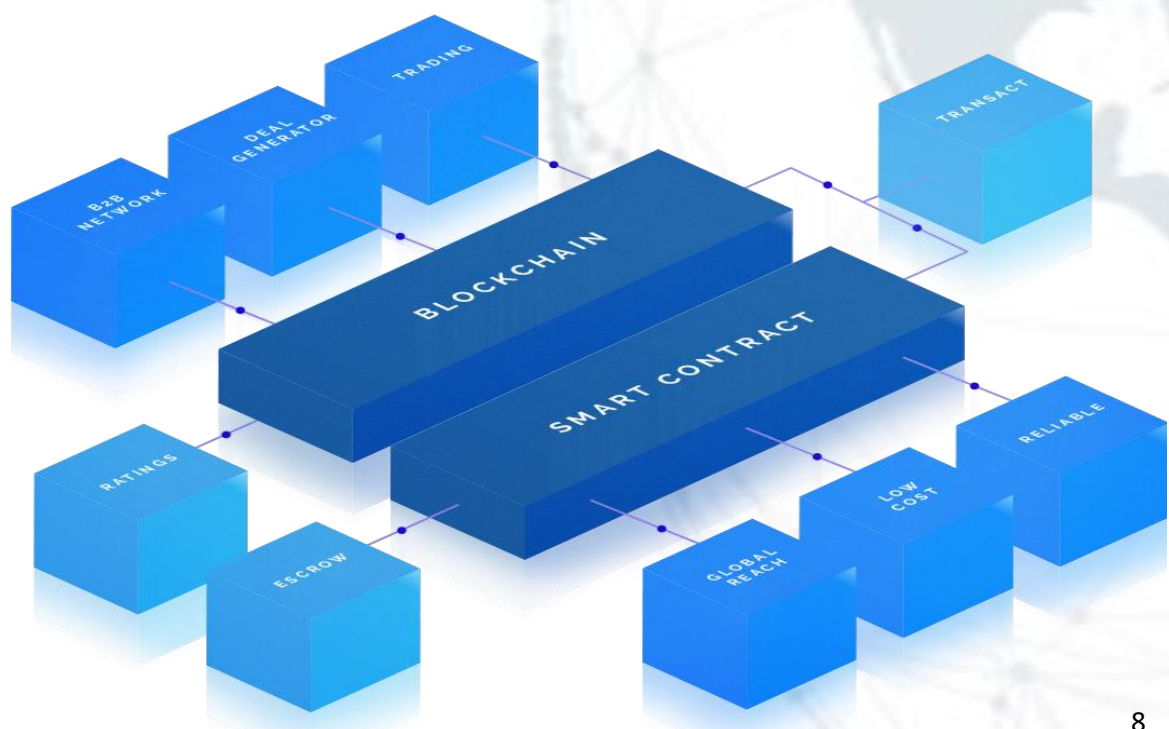 TRADING
DEAL
GENERATOR
B2B
NETWORK
TRANSACT
BLOCKCHAIN
SMART CONTRACT
RATINGS
ESCROW
RELIABLE
LOW
COST
GLOBAL
REACH
8